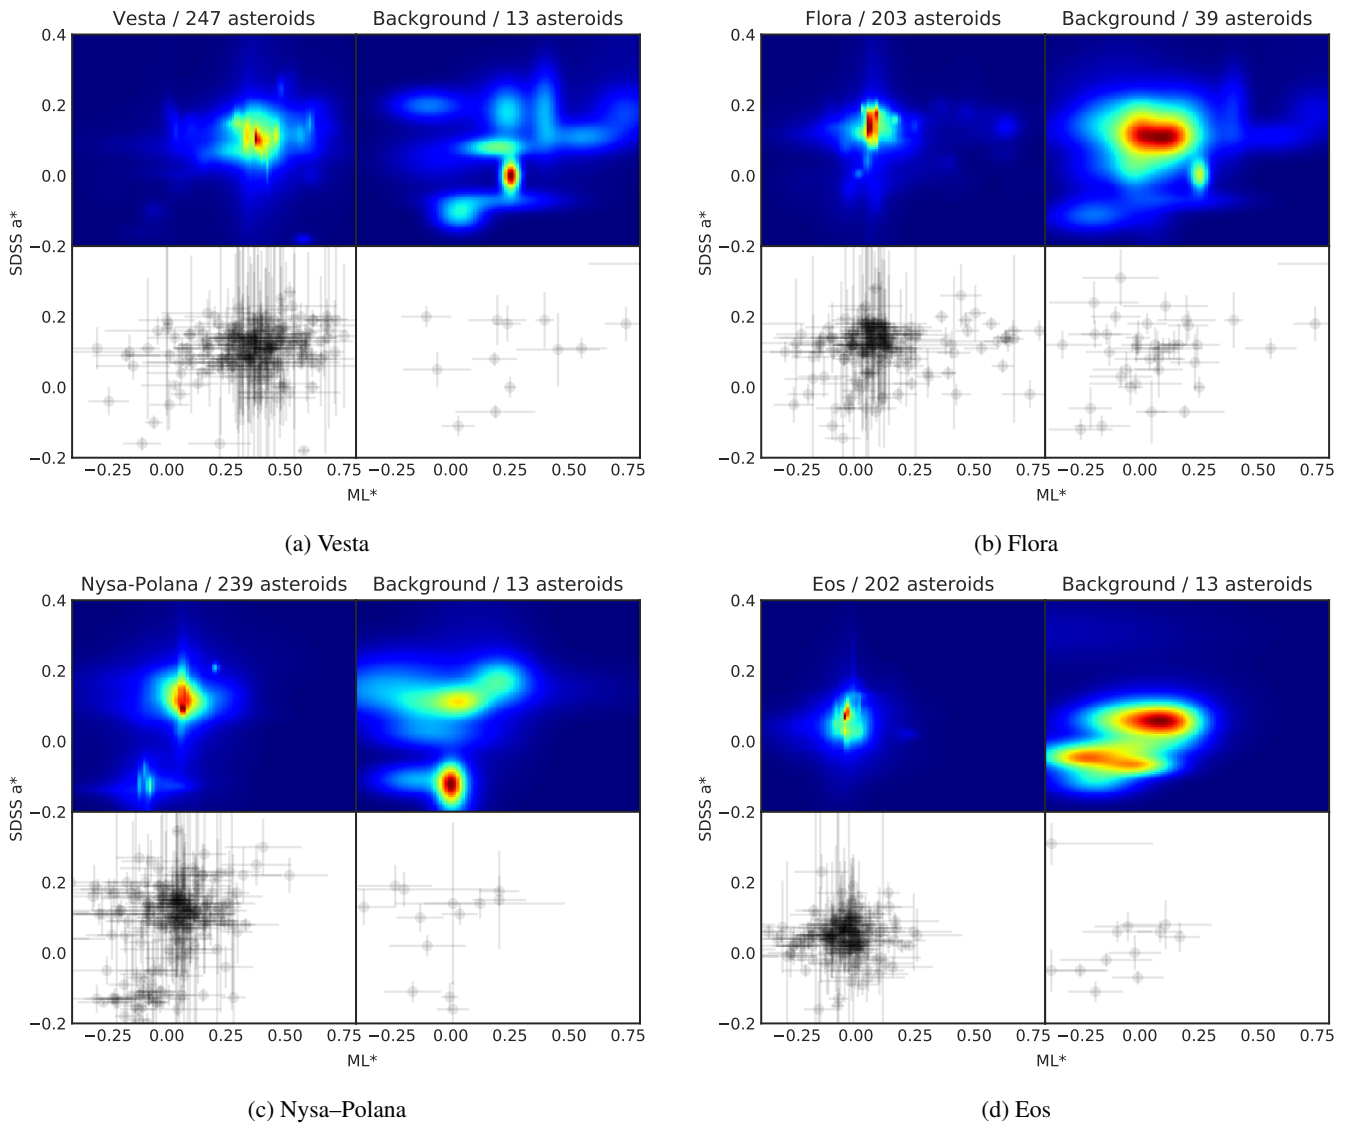 Vesta / 247 asteroids
Background / 13 asteroids
0.4
0.2
0.0
−0.2
0.2
0.0
−0.2
SDSS a*
−0.25 0.00 0.25 0.50 0.75 −0.25 0.00 0.25 0.50 0.75
ML*
(a) Vesta
Flora / 203 asteroids
Background / 39 asteroids
0.4
0.2
0.0
−0.2
0.2
0.0
−0.2
SDSS a*
−0.25 0.00 0.25 0.50 0.75 −0.25 0.00 0.25 0.50 0.75
ML*
(b) Flora
Nysa-Polana / 239 asteroids
Background / 13 asteroids
0.4
0.2
0.0
−0.2
0.2
0.0
−0.2
SDSS a*
−0.25 0.00 0.25 0.50 0.75 −0.25 0.00 0.25 0.50 0.75
ML*
(c) Nysa–Polana
Eos / 202 asteroids
Background / 13 asteroids
0.4
0.2
0.0
−0.2
0.2
0.0
−0.2
SDSS a*
−0.25 0.00 0.25 0.50 0.75 −0.25 0.00 0.25 0.50 0.75
ML*
(d) Eos